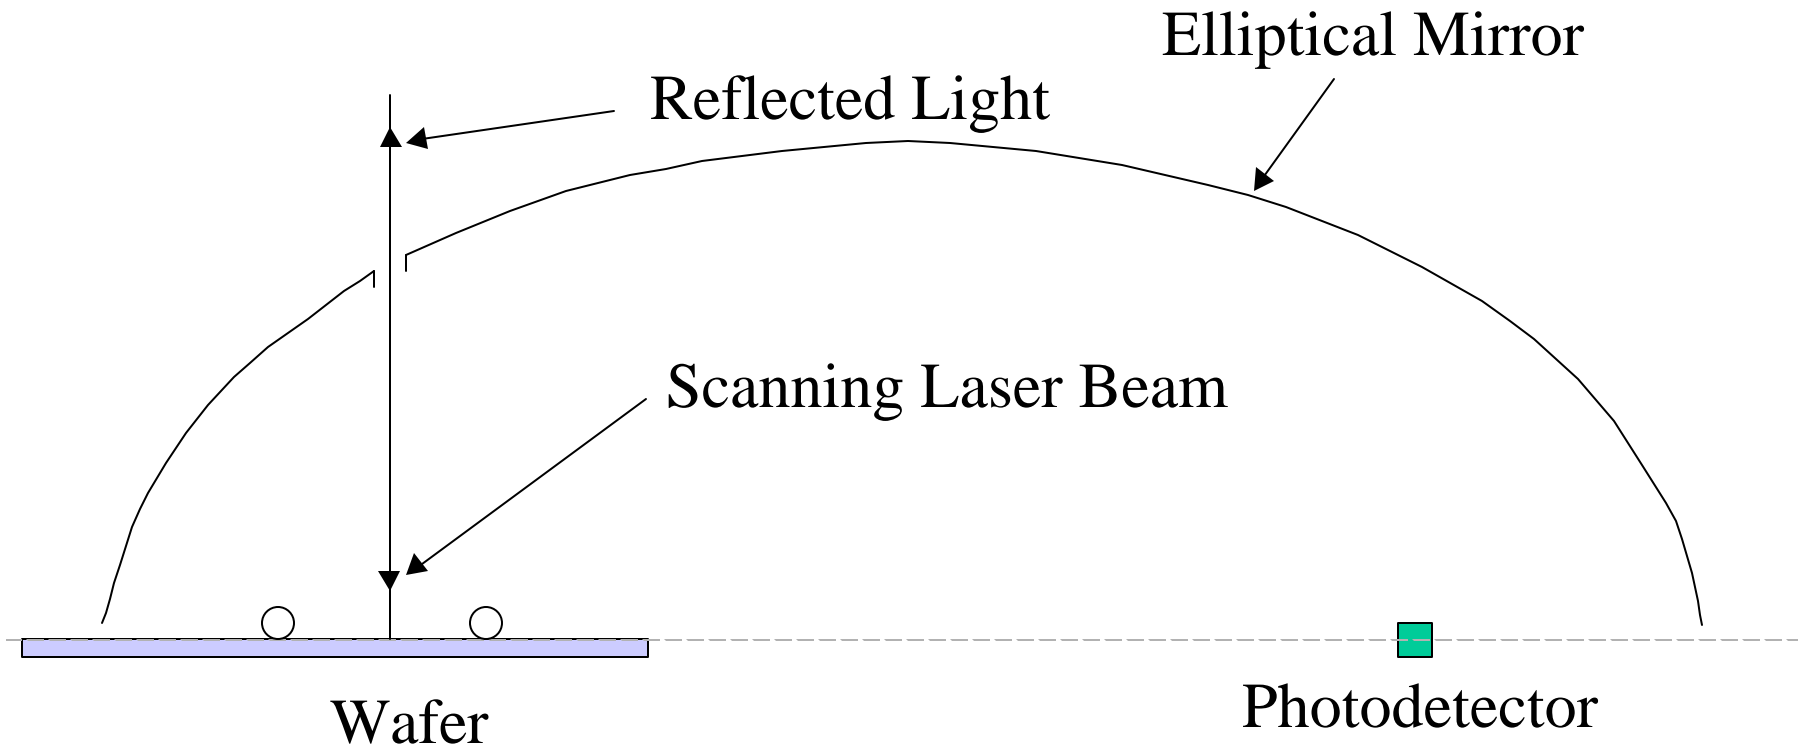 Elliptical Mirror
Reflected Light
Scanning Laser Beam
Wafer
Photodetector